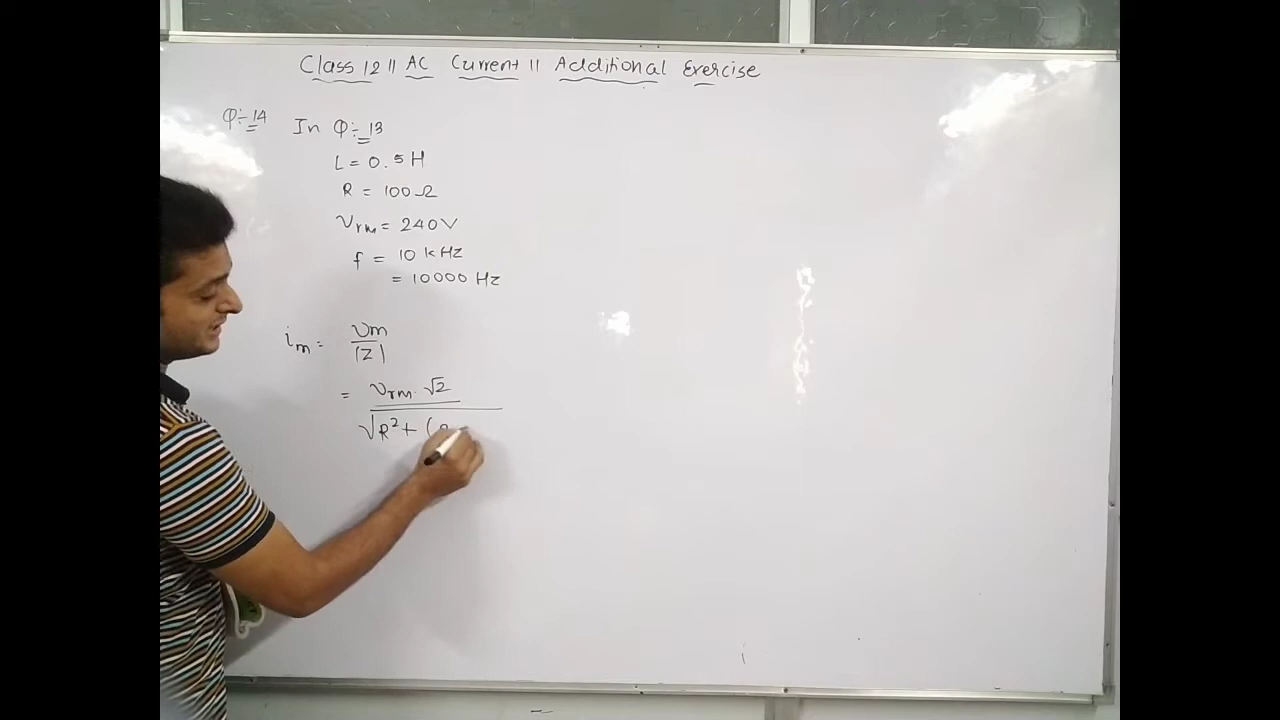 Class 12 || AC Current || Additional Exercise
Q:- 14 In Q:- 13
L = 0.5 H
R = 100 Ω
Vrm = 240 V
f = 10 kHz
= 10000 Hz
im = Vm
|Z|
= Vrm · √2
√R² + (